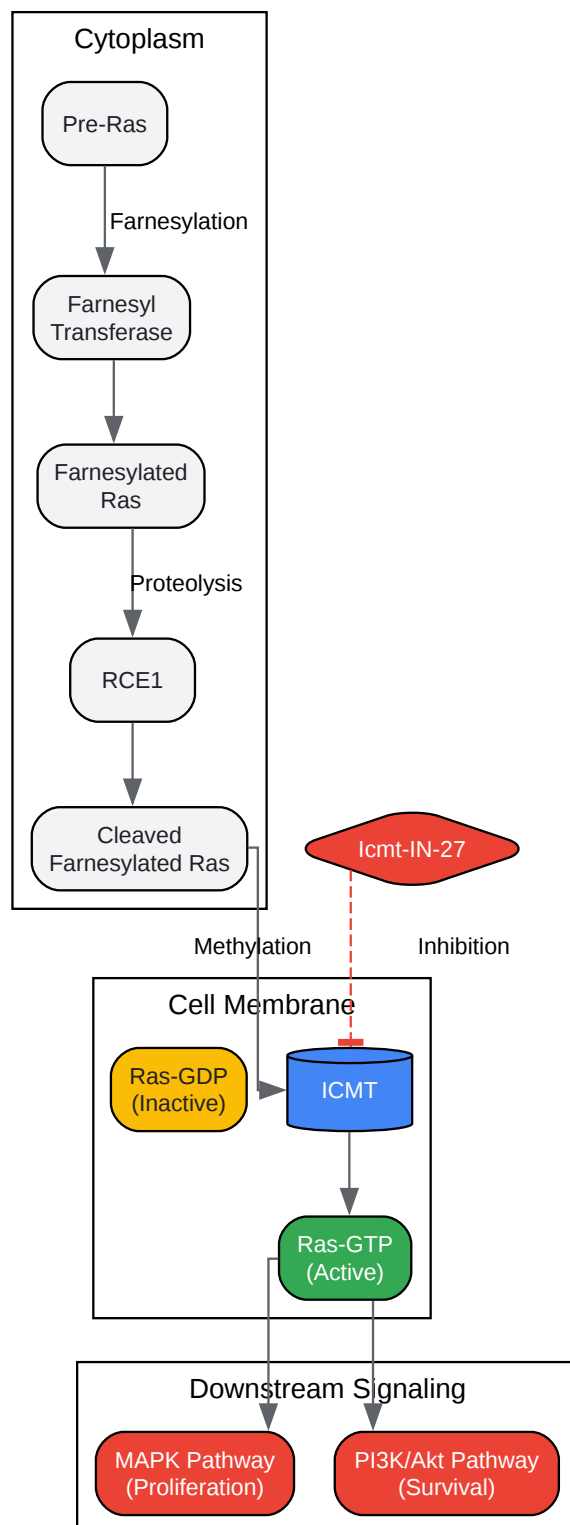 Cytoplasm
Pre-Ras
Farnesylation
Farnesyl
Transferase
Farnesylated
Ras
Proteolysis
RCE1
Cleaved
Farnesylated Ras
Icmt-IN-27
Methylation
Inhibition
Cell Membrane
Ras-GDP
(Inactive)
ICMT
Ras-GTP
(Active)
Downstream Signaling
MAPK Pathway
(Proliferation)
PI3K/Akt Pathway
(Survival)